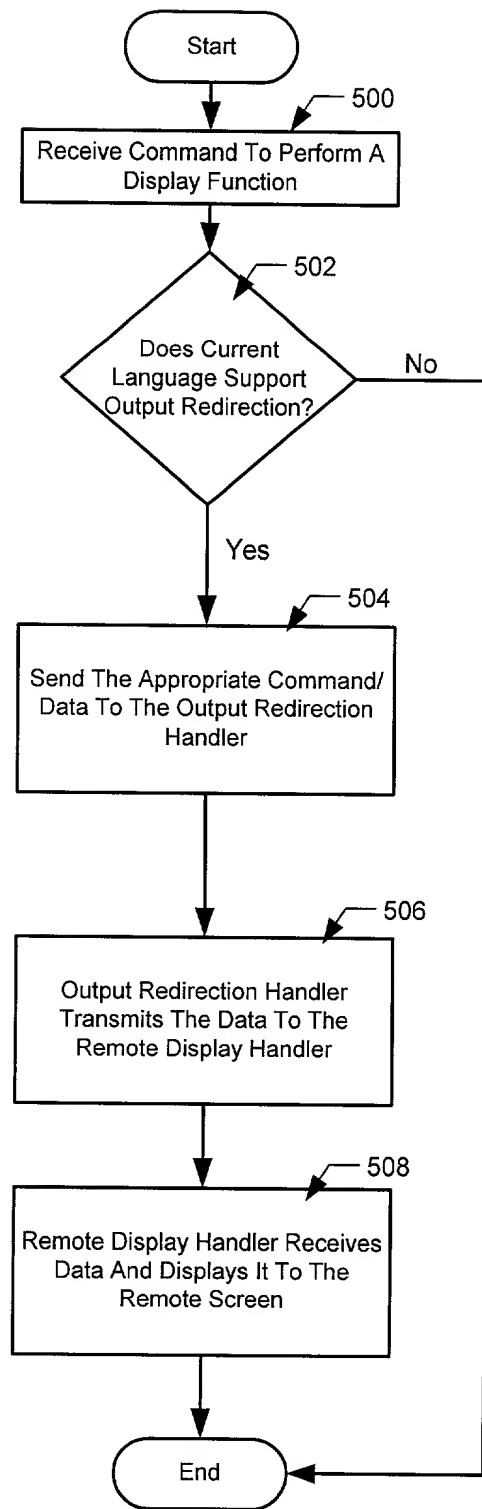 Start
500
Receive Command To Perform A
Display Function
502
Does Current
Language Support
Output Redirection?
No
Yes
504
Send The Appropriate Command/
Data To The Output Redirection
Handler
506
Output Redirection Handler
Transmits The Data To The
Remote Display Handler
508
Remote Display Handler Receives
Data And Displays It To The
Remote Screen
End